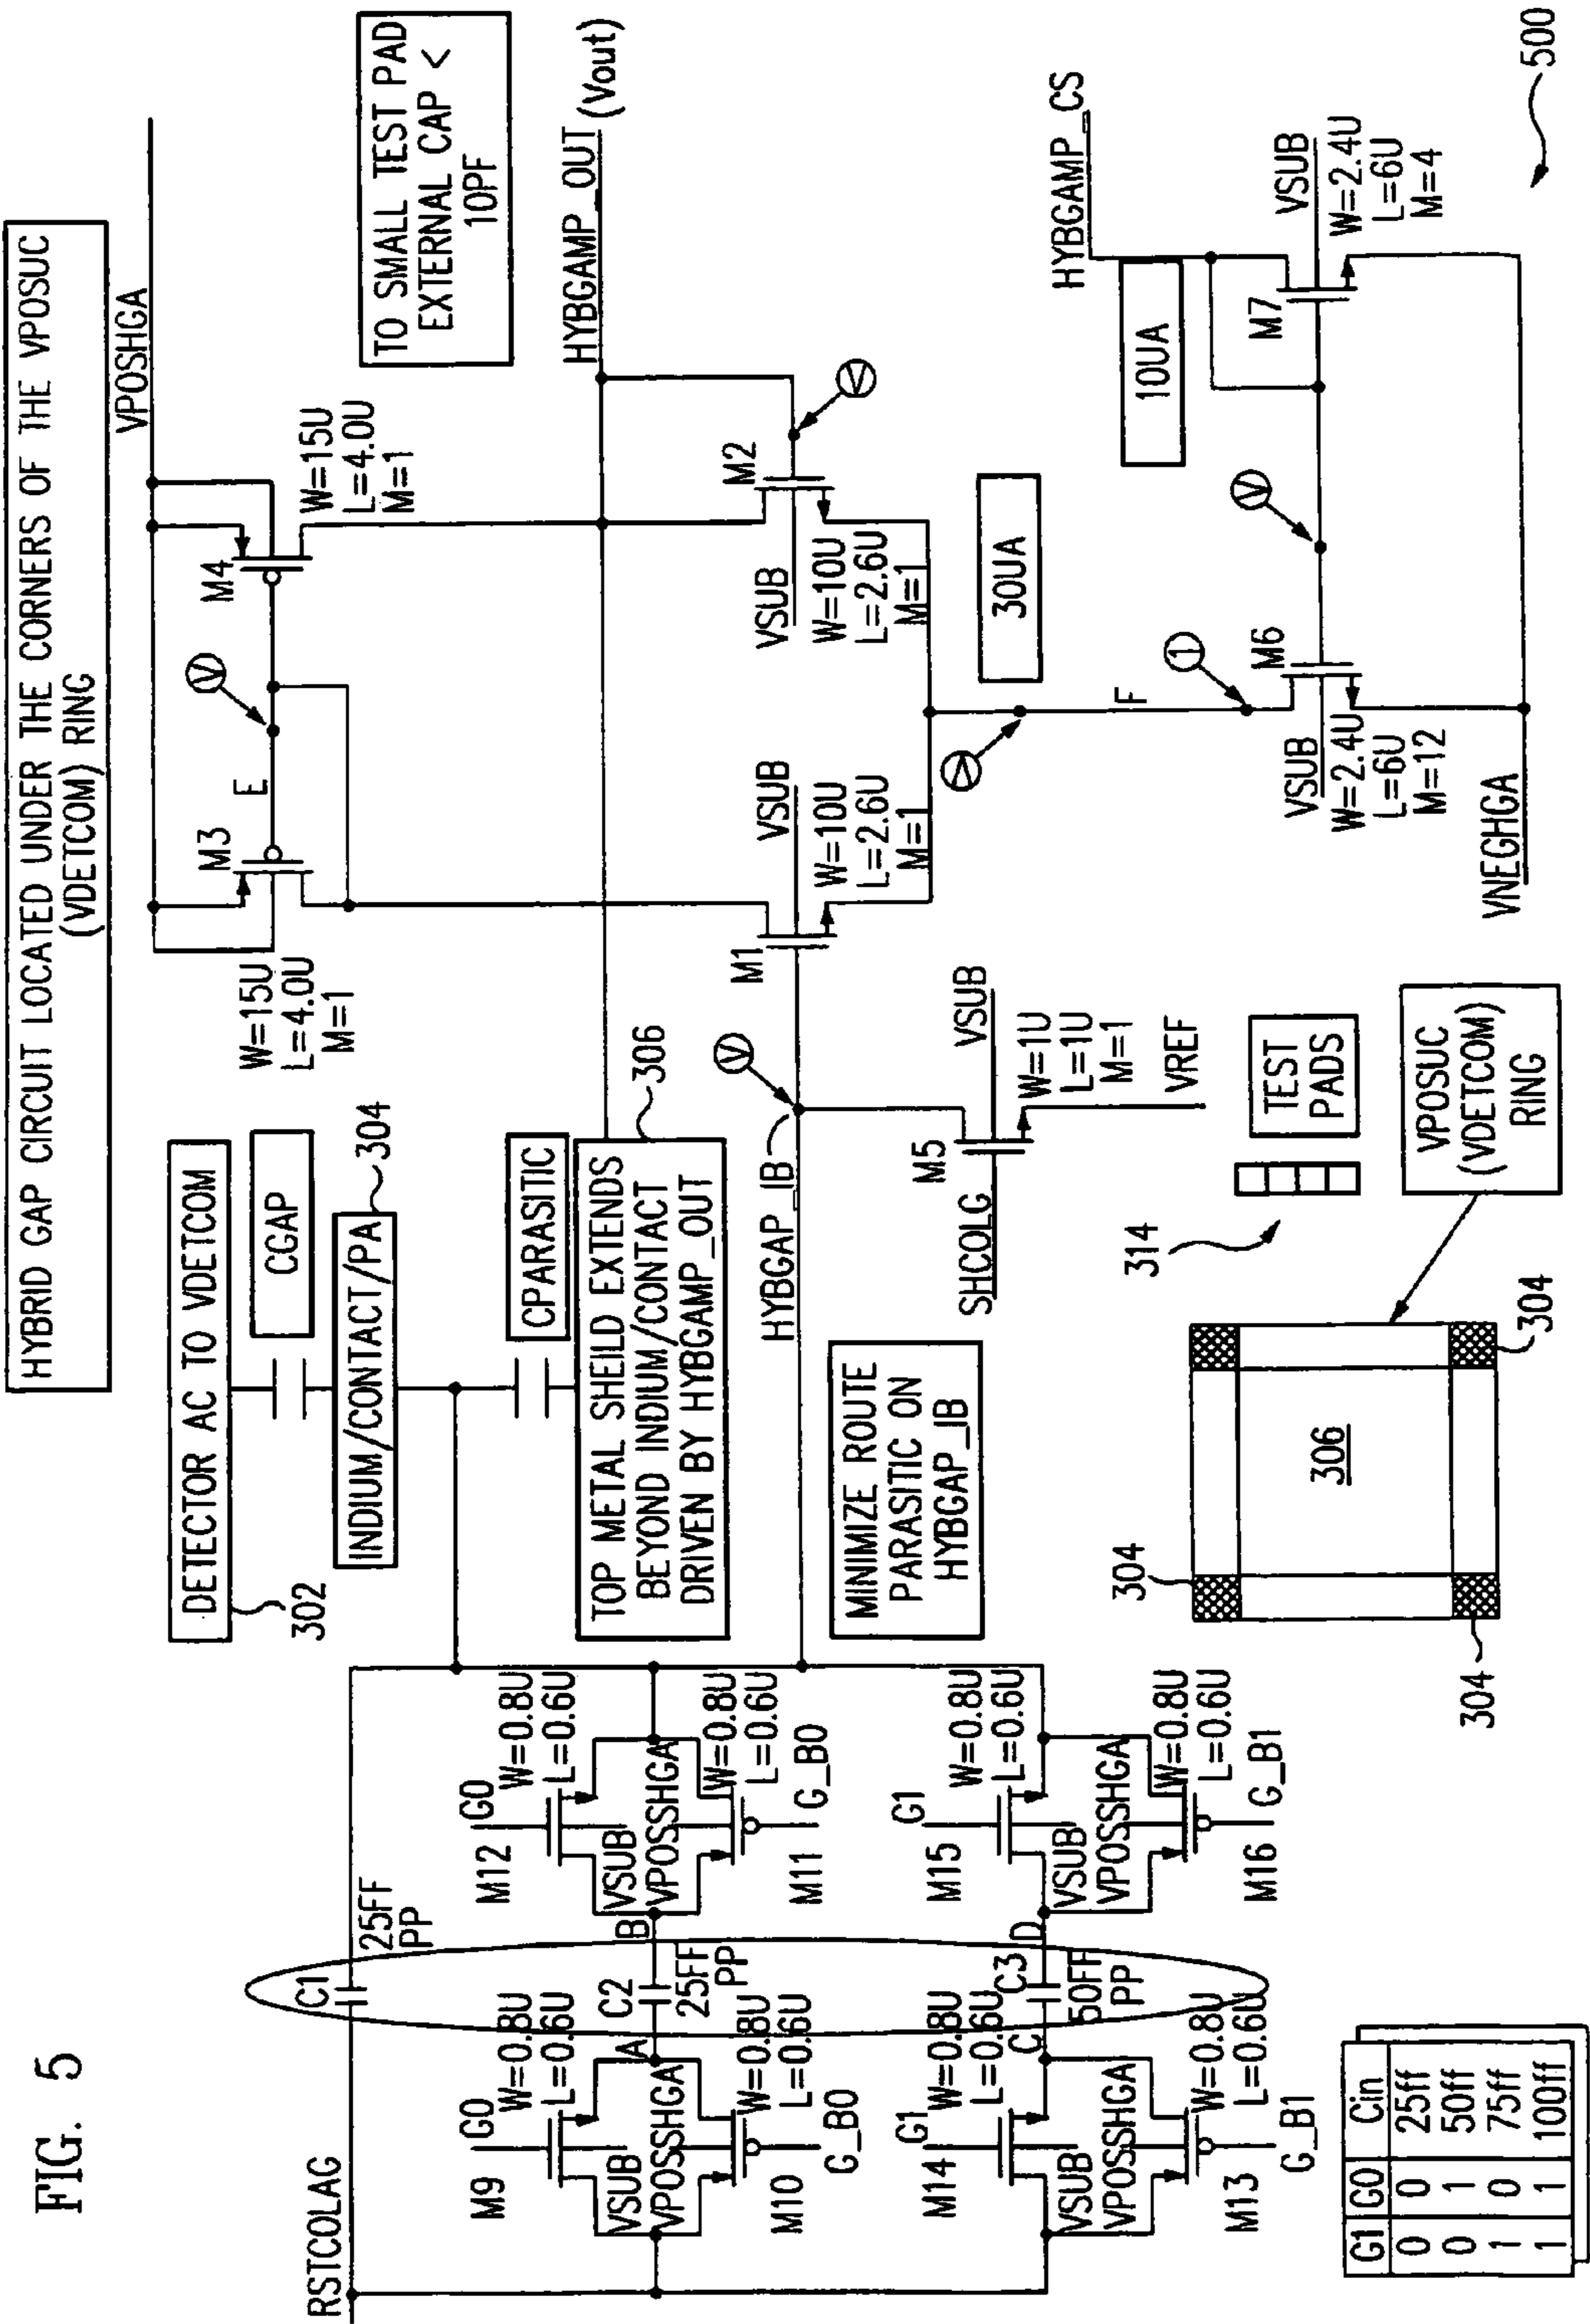 FIG. 5
HYBRID GAP CIRCUIT LOCATED UNDER THE CORNERS OF THE VPOSUC
(VDETCOM) RING
RSTCOLAG
C1
25FF
PP
G0
M9
W=0.8U
L=0.6U
VSUB
VPOSSHGA
M10
W=0.8U
L=0.6U
G_B0
A
C2
25FF
PP
B
G0
M12
W=0.8U
L=0.6U
VSUB
VPOSSHGA
M11
W=0.8U
L=0.6U
G_B0
G1
M14
W=0.8U
L=0.6U
VSUB
VPOSSHGA
M13
W=0.8U
L=0.6U
G_B1
C
C3
50FF
PP
D
G1
M15
W=0.8U
L=0.6U
VSUB
VPOSSHGA
M16
W=0.8U
L=0.6U
G_B1
G1 G0 Cin
0 0 25ff
0 1 50ff
1 0 75ff
1 1 100ff
DETECTOR AC TO VDETCOM
302
CGAP
INDIUM/CONTACT/PA
304
CPARASITIC
TOP METAL SHEILD EXTENDS
BEYOND INDIUM/CONTACT
DRIVEN BY HYBGAMP_OUT
306
HYBGAP_IB
V
MINIMIZE ROUTE
PARASITIC ON
HYBGAP_IB
SHCOLG
M5
VSUB
W=1U
L=1U
M=1
VREF
304
304
304
306
314
TEST
PADS
VPOSUC
(VDETCOM)
RING
VPOSHGA
W=15U
L=4.0U
M=1
M3
E
V
M4
W=15U
L=4.0U
M=1
TO SMALL TEST PAD
EXTERNAL CAP <
10PF
HYBGAMP_OUT (Vout)
M1
VSUB
W=10U
L=2.6U
M=1
VSUB
M2
W=10U
L=2.6U
M=1
V
V
30UA
F
1
VSUB
M6
W=2.4U
L=6U
M=12
VNEGHGA
V
10UA
HYBGAMP_CS
M7
VSUB
W=2.4U
L=6U
M=4
500